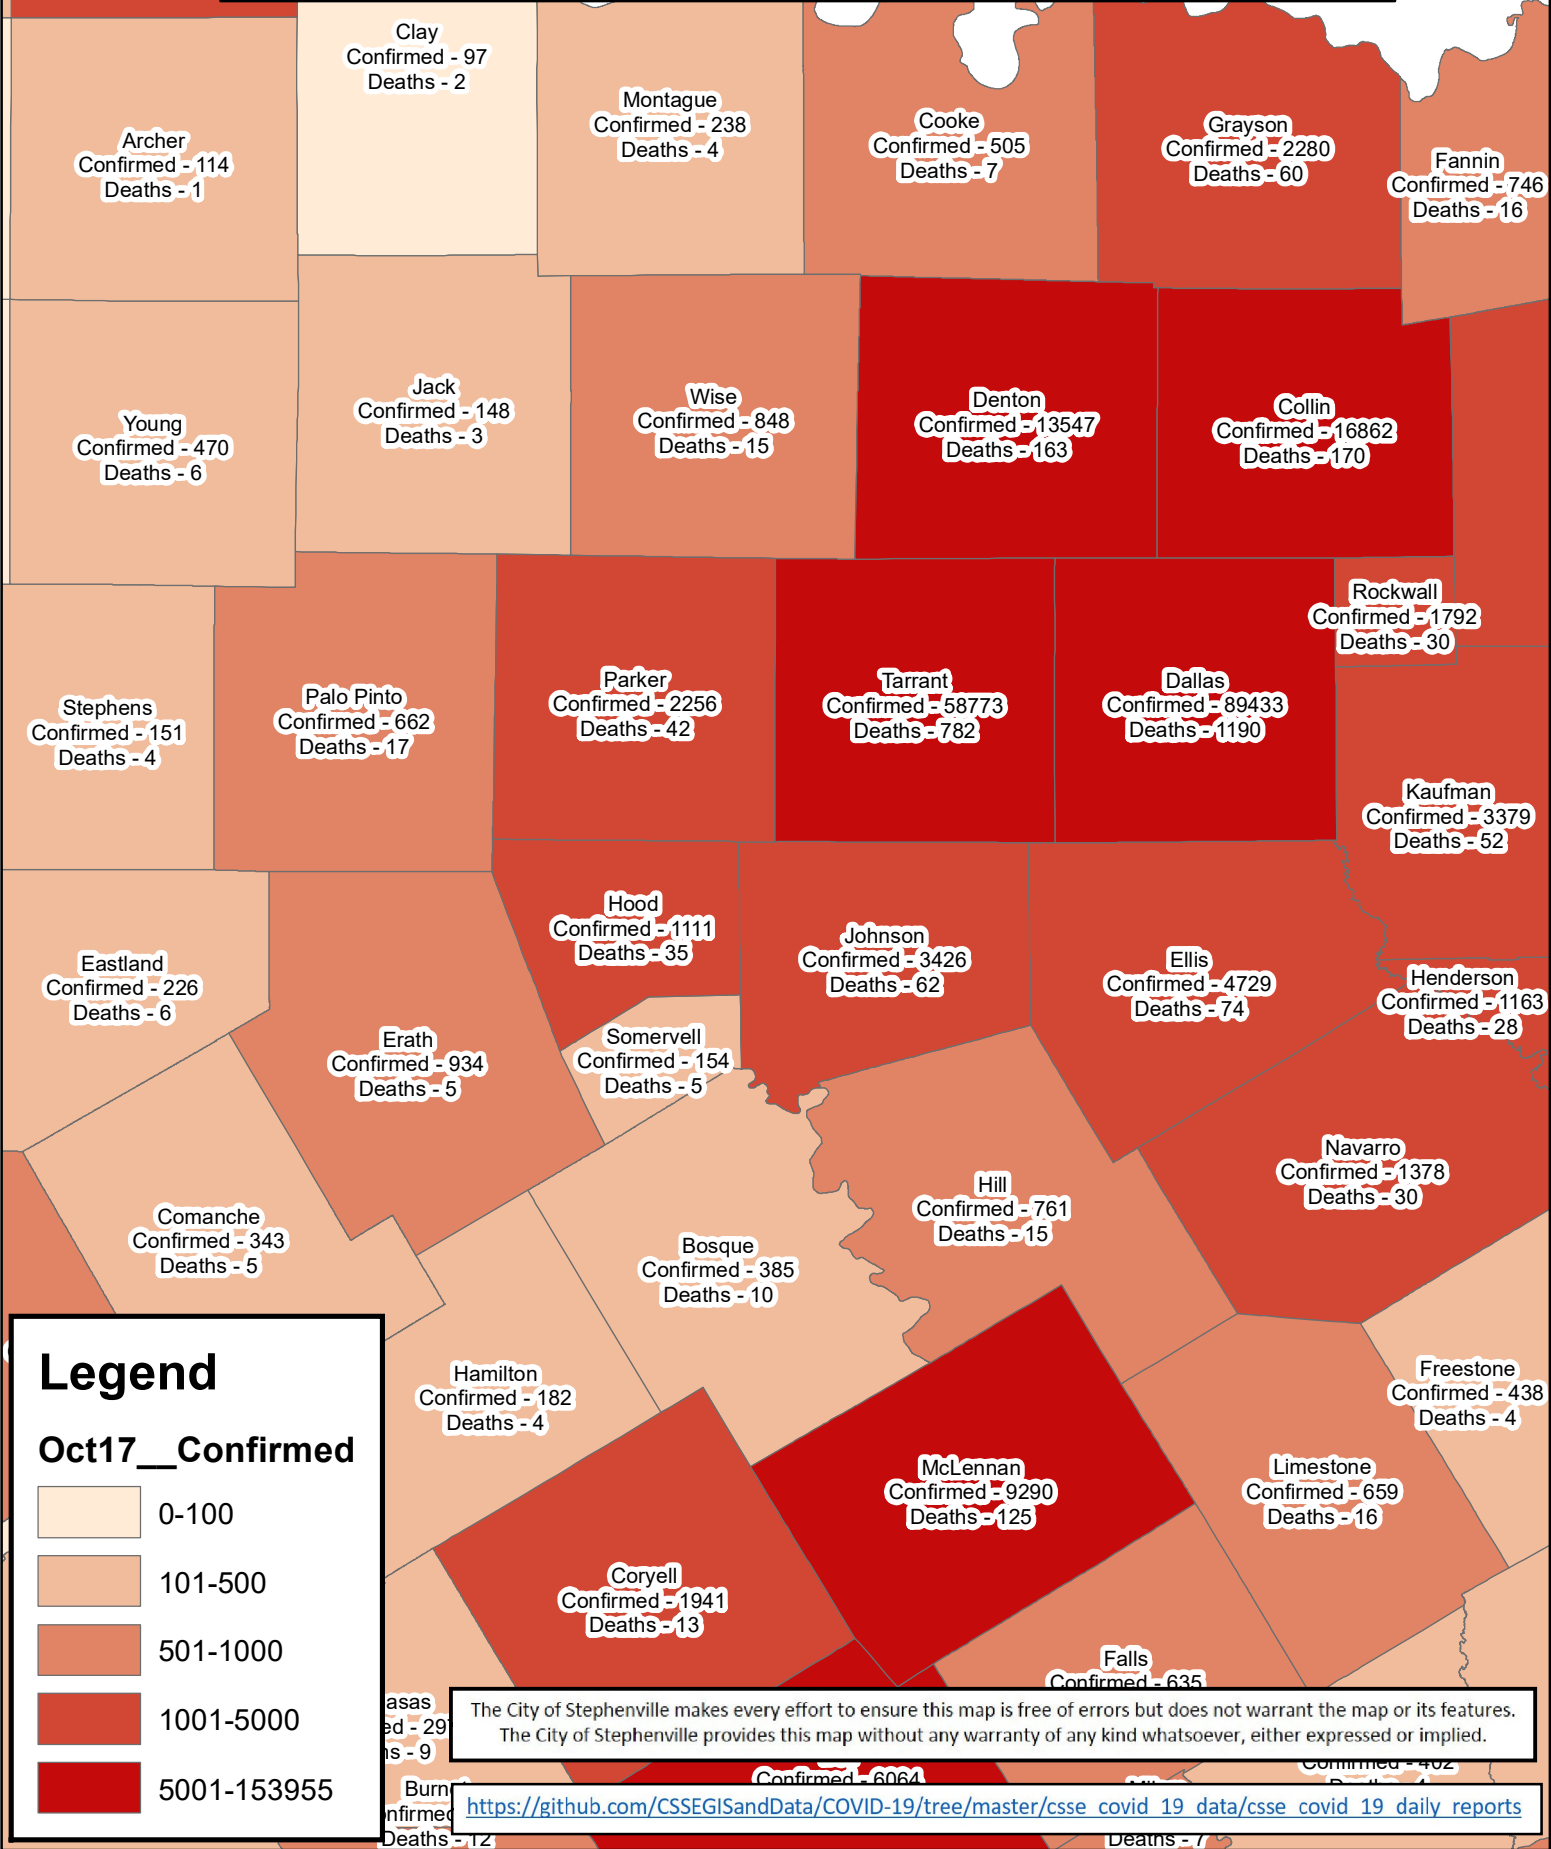 Clay
Confirmed - 97
Deaths - 2
Montague
Confirmed - 238
Deaths - 4
Cooke
Confirmed - 505
Deaths - 7
Grayson
Confirmed - 2280
Deaths - 60
Archer
Confirmed - 114
Deaths - 1
Fannin
Confirmed - 746
Deaths - 16
Young
Confirmed - 470
Deaths - 6
Jack
Confirmed - 148
Deaths - 3
Wise
Confirmed - 848
Deaths - 15
Denton
Confirmed - 13547
Deaths - 163
Collin
Confirmed - 16862
Deaths - 170
Rockwall
Confirmed - 1792
Deaths - 30
Stephens
Confirmed - 151
Deaths - 4
Palo Pinto
Confirmed - 662
Deaths - 17
Parker
Confirmed - 2256
Deaths - 42
Tarrant
Confirmed - 58773
Deaths - 782
Dallas
Confirmed - 89433
Deaths - 1190
Kaufman
Confirmed - 3379
Deaths - 52
Eastland
Confirmed - 226
Deaths - 6
Hood
Confirmed - 1111
Deaths - 35
Johnson
Confirmed - 3426
Deaths - 62
Ellis
Confirmed - 4729
Deaths - 74
Henderson
Confirmed - 1163
Deaths - 28
Erath
Confirmed - 934
Deaths - 5
Somervell
Confirmed - 154
Deaths - 5
Comanche
Confirmed - 343
Deaths - 5
Bosque
Confirmed - 385
Deaths - 10
Hill
Confirmed - 761
Deaths - 15
Navarro
Confirmed - 1378
Deaths - 30
Hamilton
Confirmed - 182
Deaths - 4
McLennan
Confirmed - 9290
Deaths - 125
Limestone
Confirmed - 659
Deaths - 16
Freestone
Confirmed - 438
Deaths - 4
Coryell
Confirmed - 1941
Deaths - 13
Falls
Confirmed - 635
Legend
Oct17__Confirmed
0-100
101-500
501-1000
1001-5000
5001-153955
asas
ed - 297
hs - 9
The City of Stephenville makes every effort to ensure this map is free of errors but does not warrant the map or its features.
The City of Stephenville provides this map without any warranty of any kind whatsoever, either expressed or implied.
Confirmed - 6064
Confirmed - 402
Deaths - 12
https://github.com/CSSEGISandData/COVID-19/tree/master/csse_covid_19_data/csse_covid_19_daily_reports
Deaths - 7